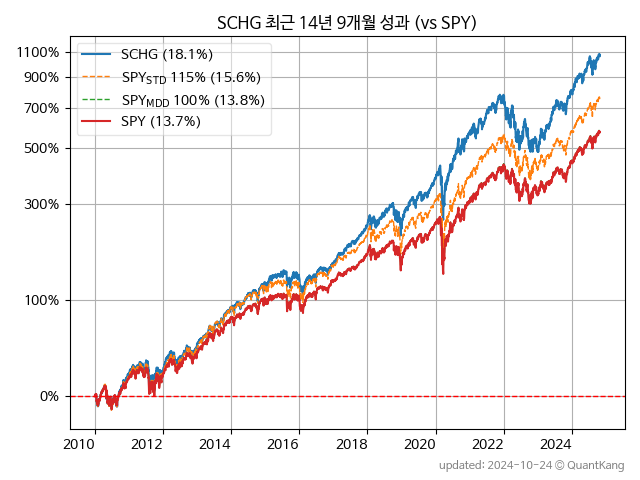 SCHG 최근 14년 9개월 성과 (vs SPY)
SCHG (18.1%)
SPY_STD 115% (15.6%)
SPY_MDD 100% (13.8%)
SPY (13.7%)
1100%
900%
700%
500%
300%
100%
0%
2010 2012 2014 2016 2018 2020 2022 2024
updated: 2024-10-24 © QuantKang